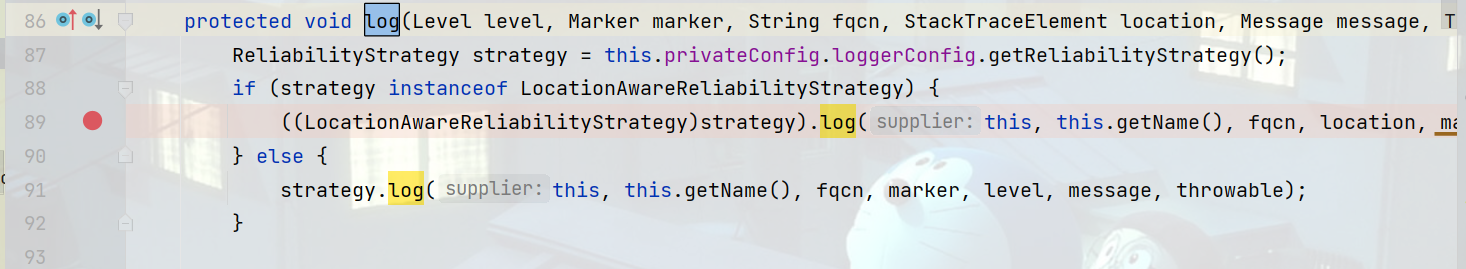 86 protected void log(Level level, Marker marker, String fqcn, StackTraceElement location, Message message, T
87 ReliabilityStrategy strategy = this.privateConfig.loggerConfig.getReliabilityStrategy();
88 if (strategy instanceof LocationAwareReliabilityStrategy) {
89 ((LocationAwareReliabilityStrategy)strategy).log( supplier: this, this.getName(), fqcn, location, ma
90 } else {
91 strategy.log( supplier: this, this.getName(), fqcn, marker, level, message, throwable);
92 }
93